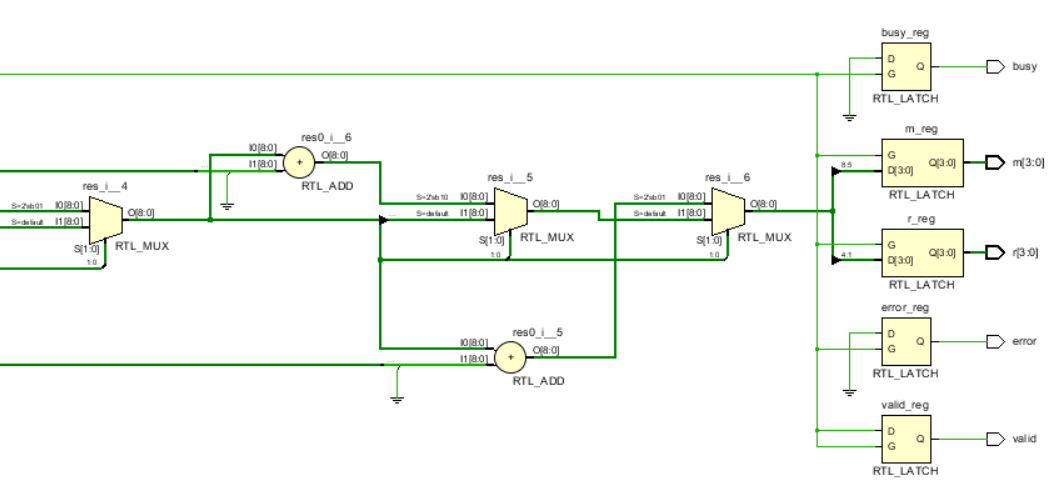 busy_reg
D
G
Q
busy
RTL_LATCH
m_reg
G
D[3:0]
Q[3:0]
m[3:0]
8:5
RTL_LATCH
r_reg
G
D[3:0]
Q[3:0]
r[3:0]
4:1
RTL_LATCH
error_reg
D
G
Q
error
RTL_LATCH
valid_reg
D
G
Q
valid
RTL_LATCH
res0_i__6
I0[8:0]
I1[8:0]
O[8:0]
+
RTL_ADD
...
res_i__4
S=2'b01 I0[8:0]
S=default I1[8:0]
O[8:0]
S[1:0]
RTL_MUX
1:0
res_i__5
S=2'b10 I0[8:0]
S=default I1[8:0]
O[8:0]
S[1:0]
RTL_MUX
1:0
...
res_i__6
S=2'b01 I0[8:0]
S=default I1[8:0]
O[8:0]
S[1:0]
RTL_MUX
1:0
res0_i__5
I0[8:0]
I1[8:0]
O[8:0]
+
RTL_ADD
...